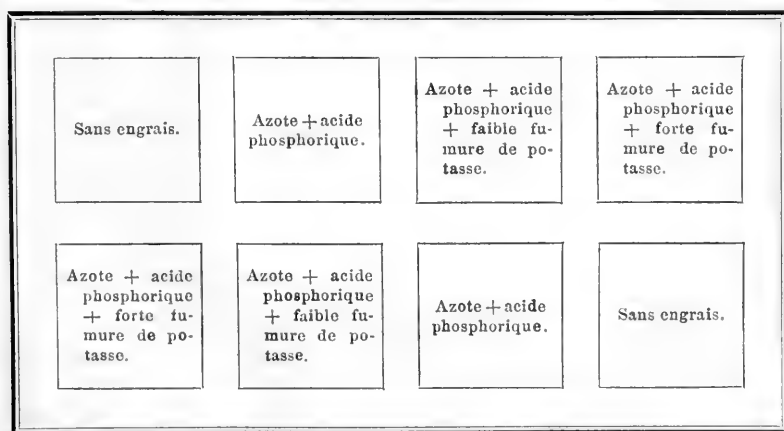 Sans engrais.
Azote + acide
phosphorique.
Azote + acide
phosphorique
+ faible fu-
mure de po-
tasse.
Azote + acide
phosphorique
+ forte fu-
mure de po-
tasse.
Azote + acide
phosphorique
+ forte fu-
mure de po-
tasse.
Azote + acide
phosphorique
+ faible fu-
mure de po-
tasse.
Azote + acide
phosphorique.
Sans engrais.